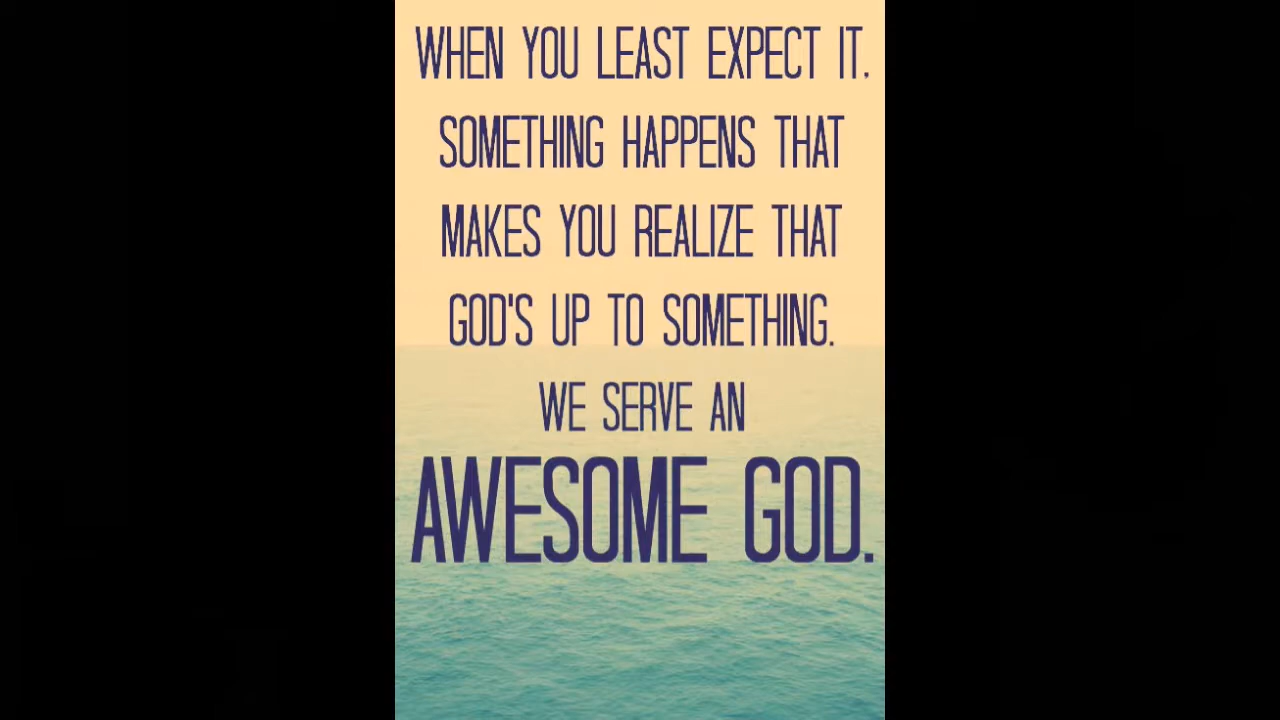 WHEN YOU LEAST EXPECT IT.
SOMETHING HAPPENS THAT
MAKES YOU REALIZE THAT
GOD'S UP TO SOMETHING.
WE SERVE AN
AWESOME GOD.